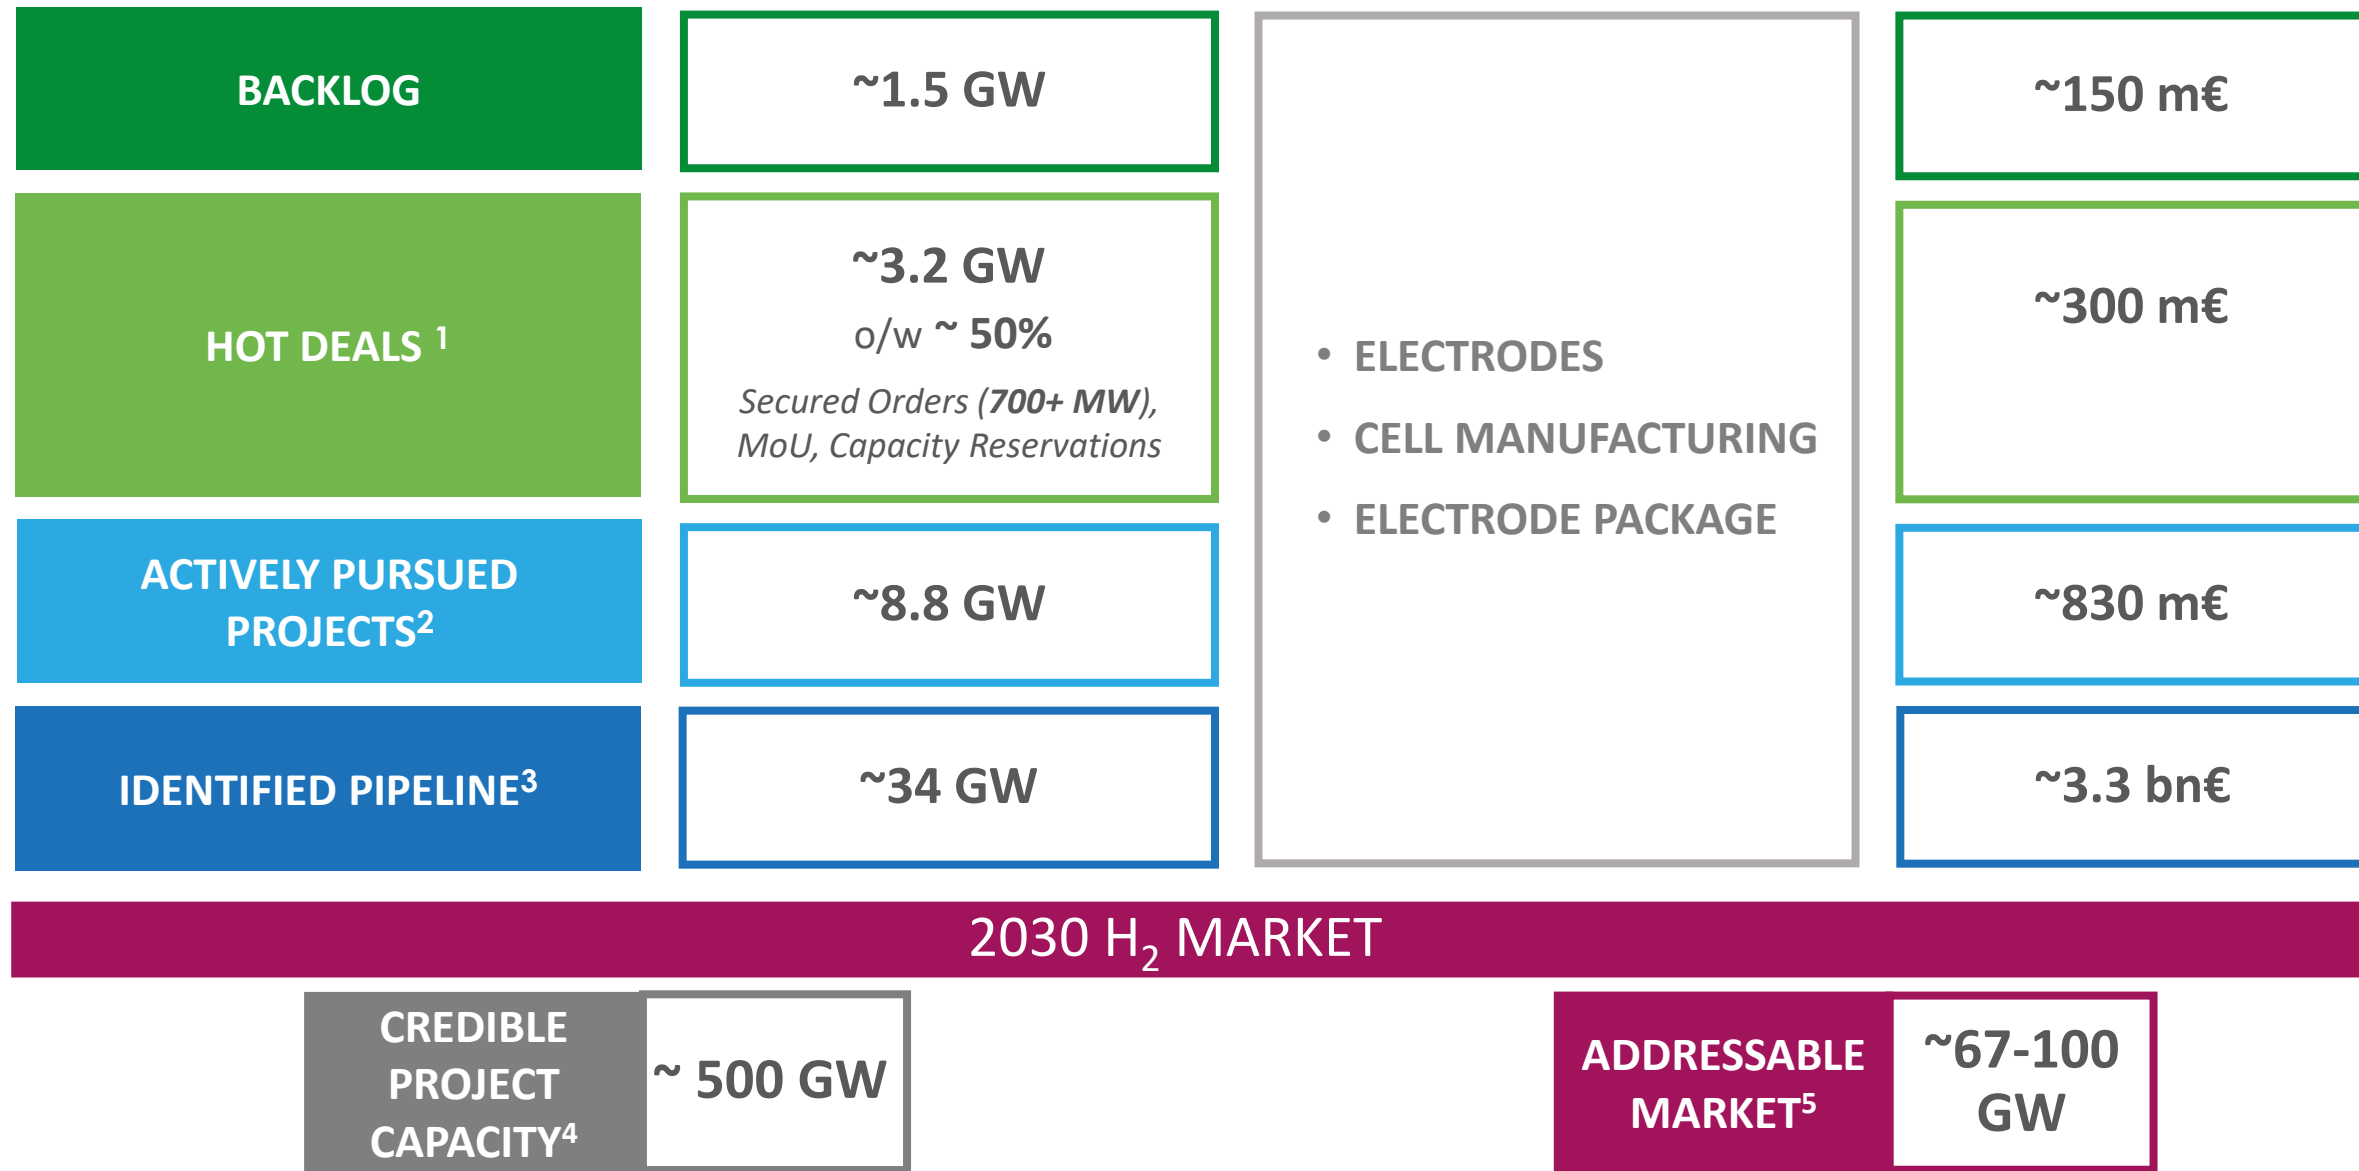 BACKLOG
~1.5 GW
~150 m€
HOT DEALS ¹
~3.2 GW
o/w ~ 50%
Secured Orders (700+ MW),
MoU, Capacity Reservations
~300 m€
• ELECTRODES
• CELL MANUFACTURING
• ELECTRODE PACKAGE
ACTIVELY PURSUED
PROJECTS²
~8.8 GW
~830 m€
IDENTIFIED PIPELINE³
~34 GW
~3.3 bn€
2030 H₂ MARKET
CREDIBLE
PROJECT
CAPACITY⁴
~ 500 GW
ADDRESSABLE
MARKET⁵
~67-100
GW